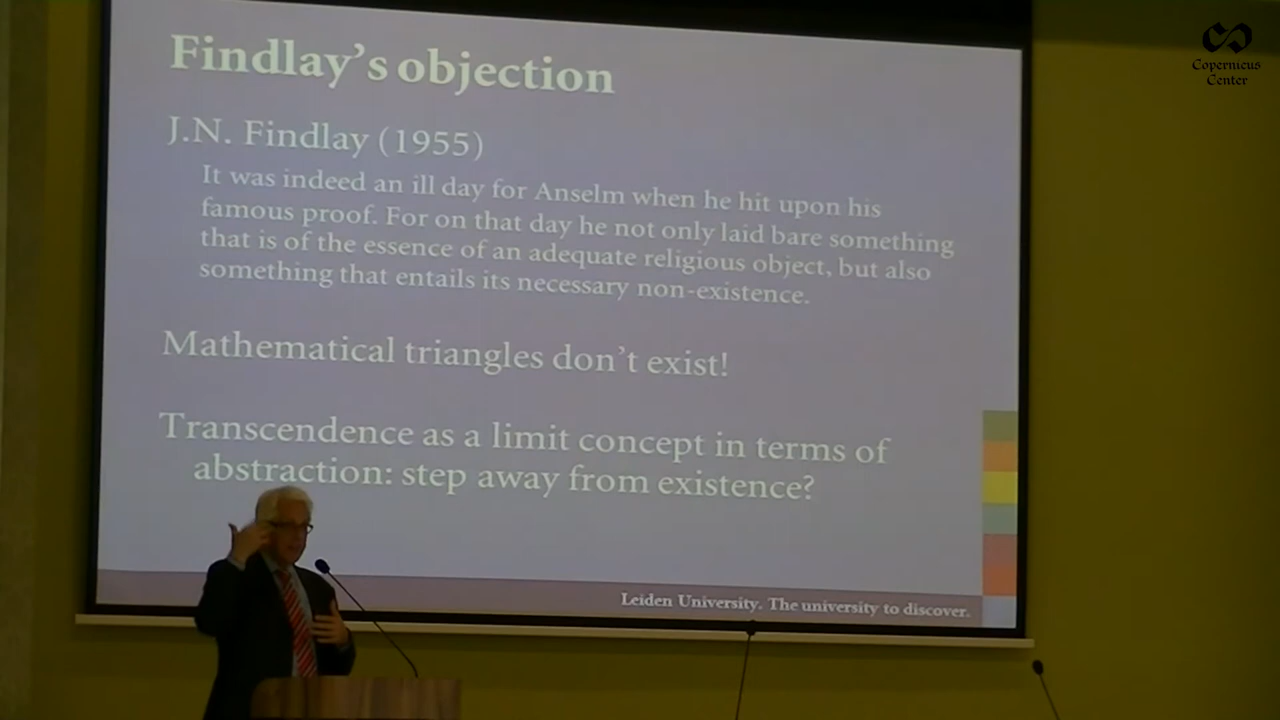 Findlay's objection
J.N. Findlay (1955)
It was indeed an ill day for Anselm when he hit upon his
famous proof. For on that day he not only laid bare something
that is of the essence of an adequate religious object, but also
something that entails its necessary non-existence.
Mathematical triangles don't exist!
Transcendence as a limit concept in terms of
abstraction: step away from existence?
Leiden University. The university to discover.
Copernicus
Center